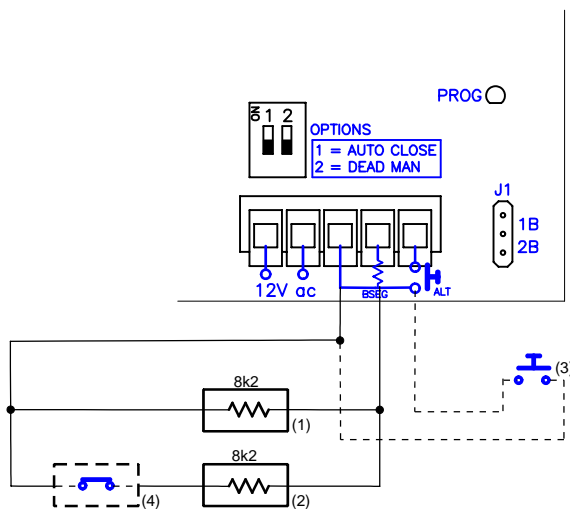 PROG
ON
1 2
OPTIONS
1 = AUTO CLOSE
2 = DEAD MAN
J1
1B
2B
12V ac
BSEG
ALT
(3)
8k2
(1)
8k2
(4)
(2)